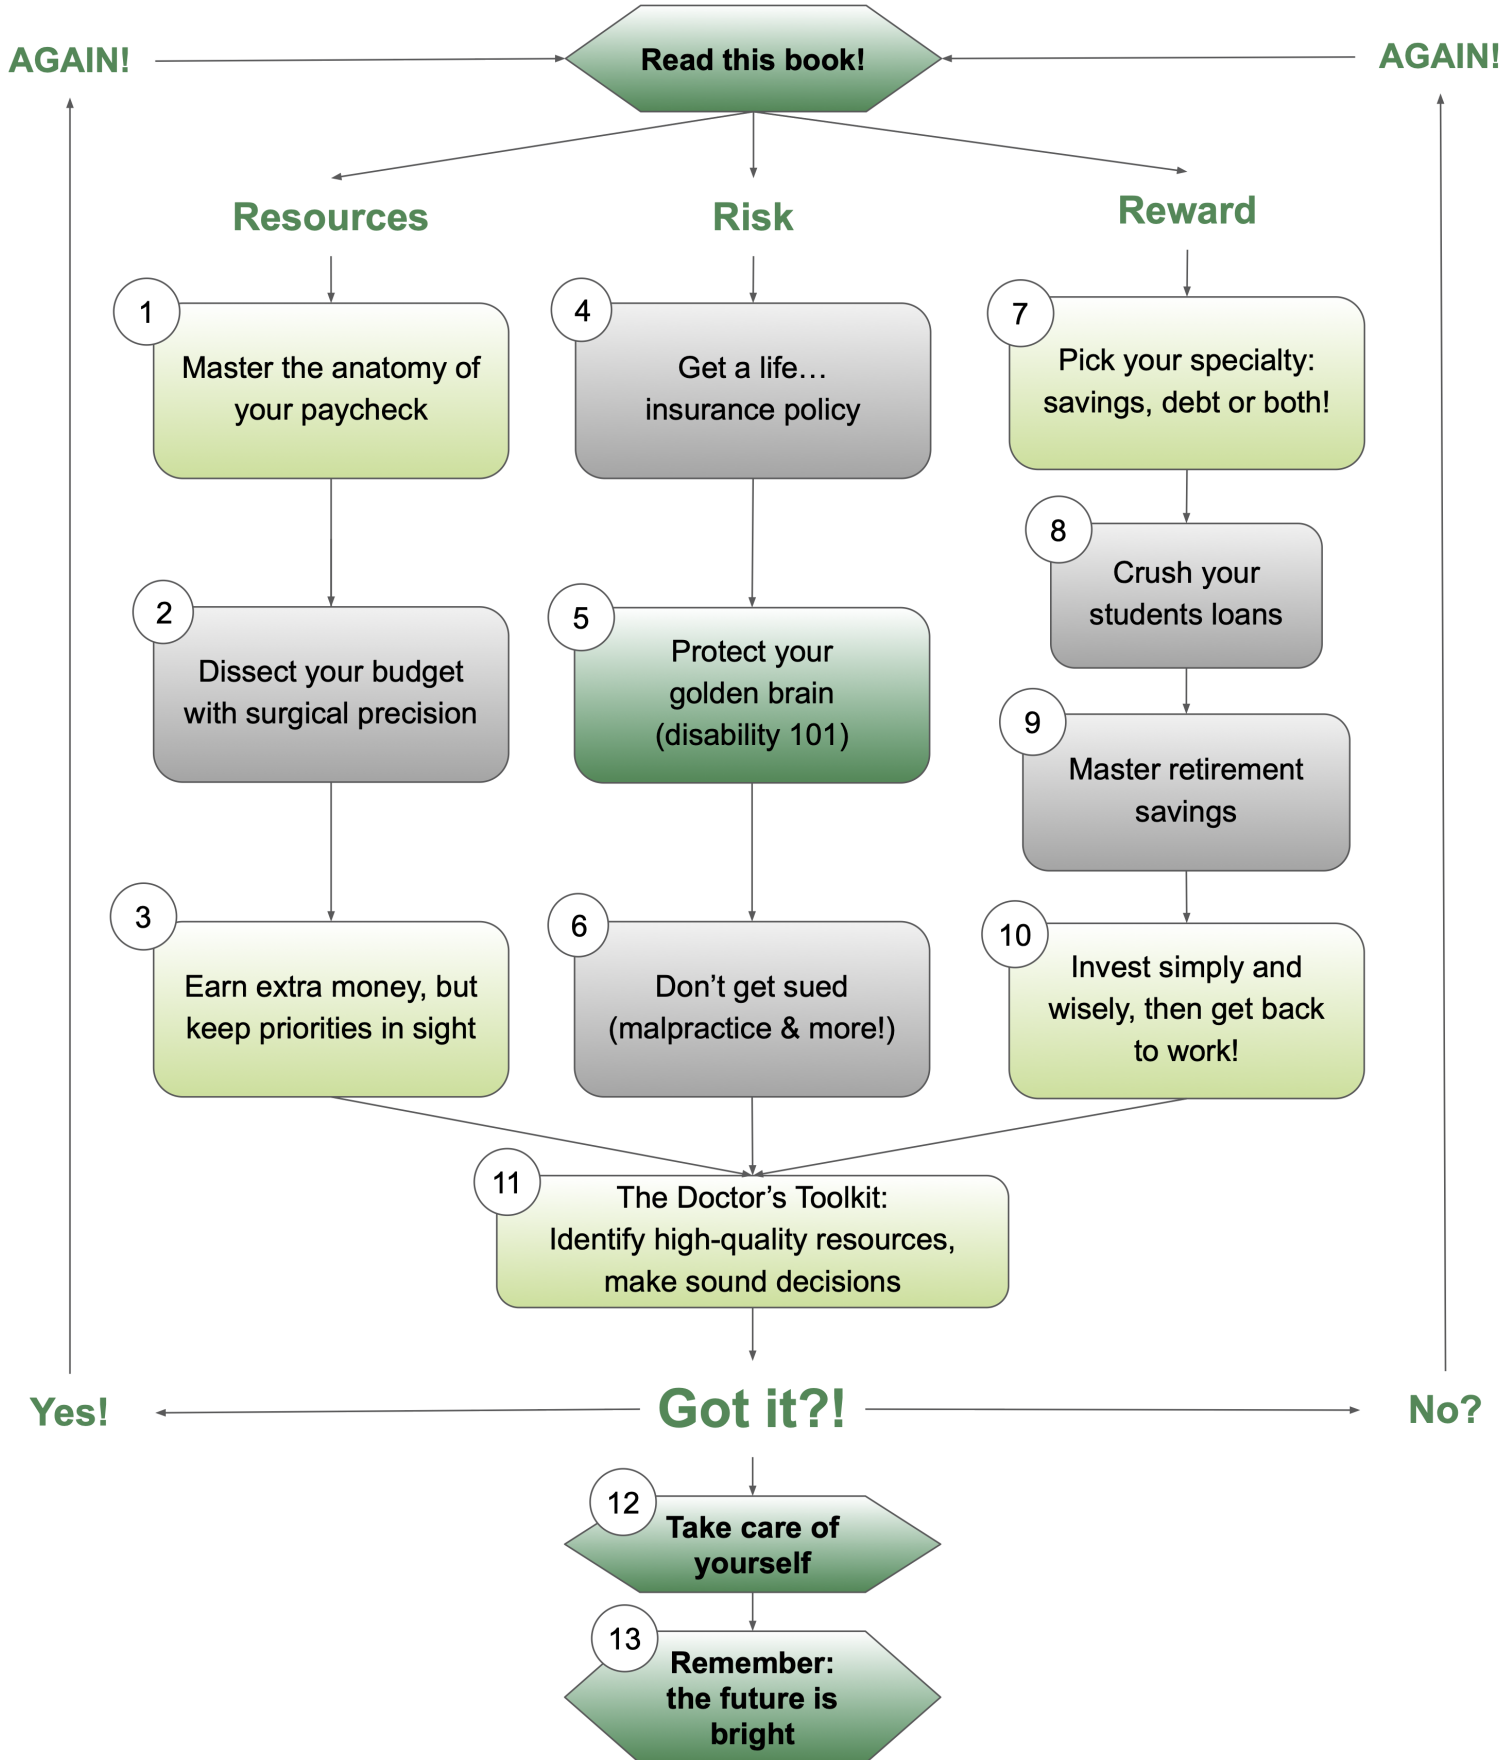 Read this book!
AGAIN!
AGAIN!
Resources
Risk
Reward
1
Master the anatomy of
your paycheck
2
Dissect your budget
with surgical precision
3
Earn extra money, but
keep priorities in sight
4
Get a life…
insurance policy
5
Protect your
golden brain
(disability 101)
6
Don’t get sued
(malpractice & more!)
7
Pick your specialty:
savings, debt or both!
8
Crush your
students loans
9
Master retirement
savings
10
Invest simply and
wisely, then get back
to work!
11
The Doctor’s Toolkit:
Identify high-quality resources,
make sound decisions
Yes!
Got it?!
No?
12
Take care of
yourself
13
Remember:
the future is
bright